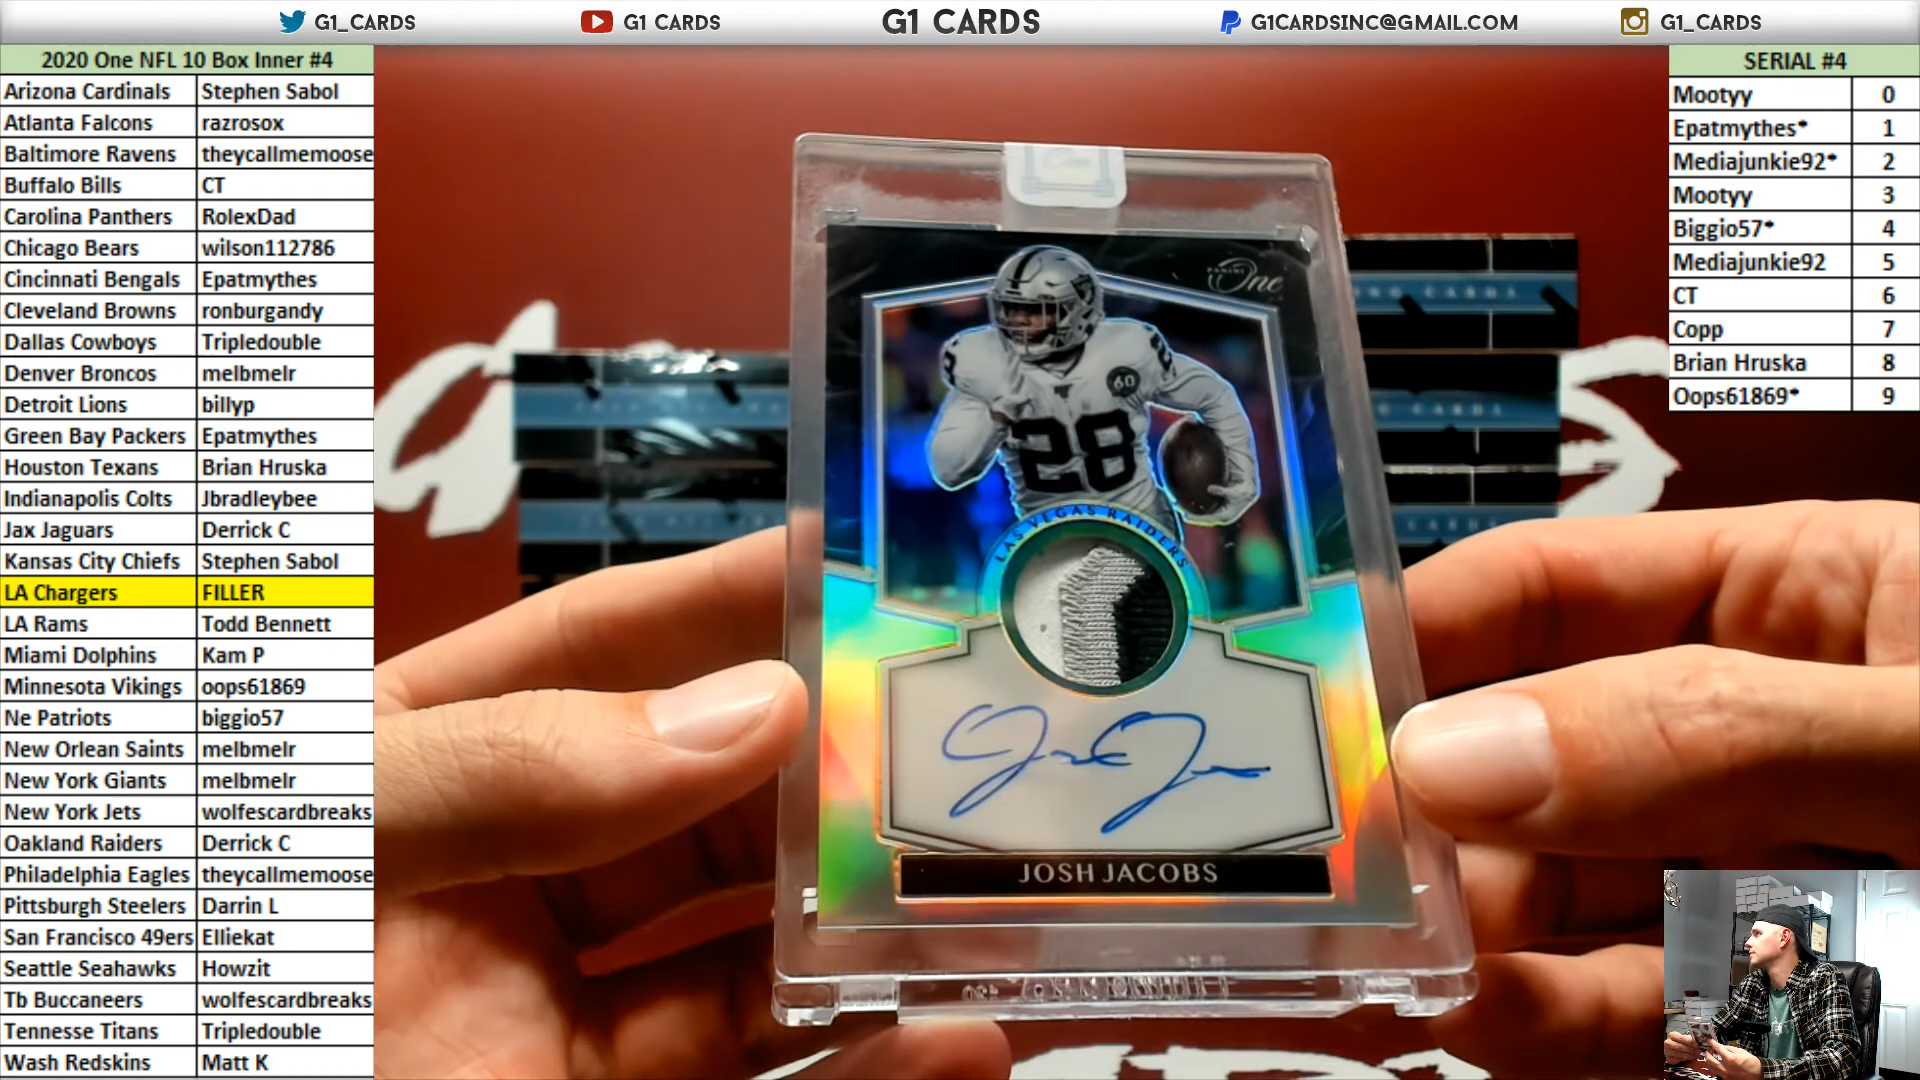 G1_CARDS G1 CARDS G1 CARDS G1CARDSINC@GMAIL.COM G1_CARDS
2020 One NFL 10 Box Inner #4
Arizona Cardinals Stephen Sabol
Atlanta Falcons razrosox
Baltimore Ravens theycallmemoose
Buffalo Bills CT
Carolina Panthers RolexDad
Chicago Bears wilson112786
Cincinnati Bengals Epatmythes
Cleveland Browns ronburgandy
Dallas Cowboys Tripledouble
Denver Broncos melbmelr
Detroit Lions billyp
Green Bay Packers Epatmythes
Houston Texans Brian Hruska
Indianapolis Colts Jbradleybee
Jax Jaguars Derrick C
Kansas City Chiefs Stephen Sabol
LA Chargers FILLER
LA Rams Todd Bennett
Miami Dolphins Kam P
Minnesota Vikings oops61869
Ne Patriots biggio57
New Orlean Saints melbmelr
New York Giants melbmelr
New York Jets wolfescardbreaks
Oakland Raiders Derrick C
Philadelphia Eagles theycallmemoose
Pittsburgh Steelers Darrin L
San Francisco 49ers Elliekat
Seattle Seahawks Howzit
Tb Buccaneers wolfescardbreaks
Tennesse Titans Tripledouble
Wash Redskins Matt K
SERIAL #4
Mootyy 0
Epatmythes* 1
Mediajunkie92* 2
Mootyy 3
Biggio57* 4
Mediajunkie92 5
CT 6
Copp 7
Brian Hruska 8
Oops61869* 9
PANINI
One
60
28
LAS VEGAS RAIDERS
JOSH JACOBS